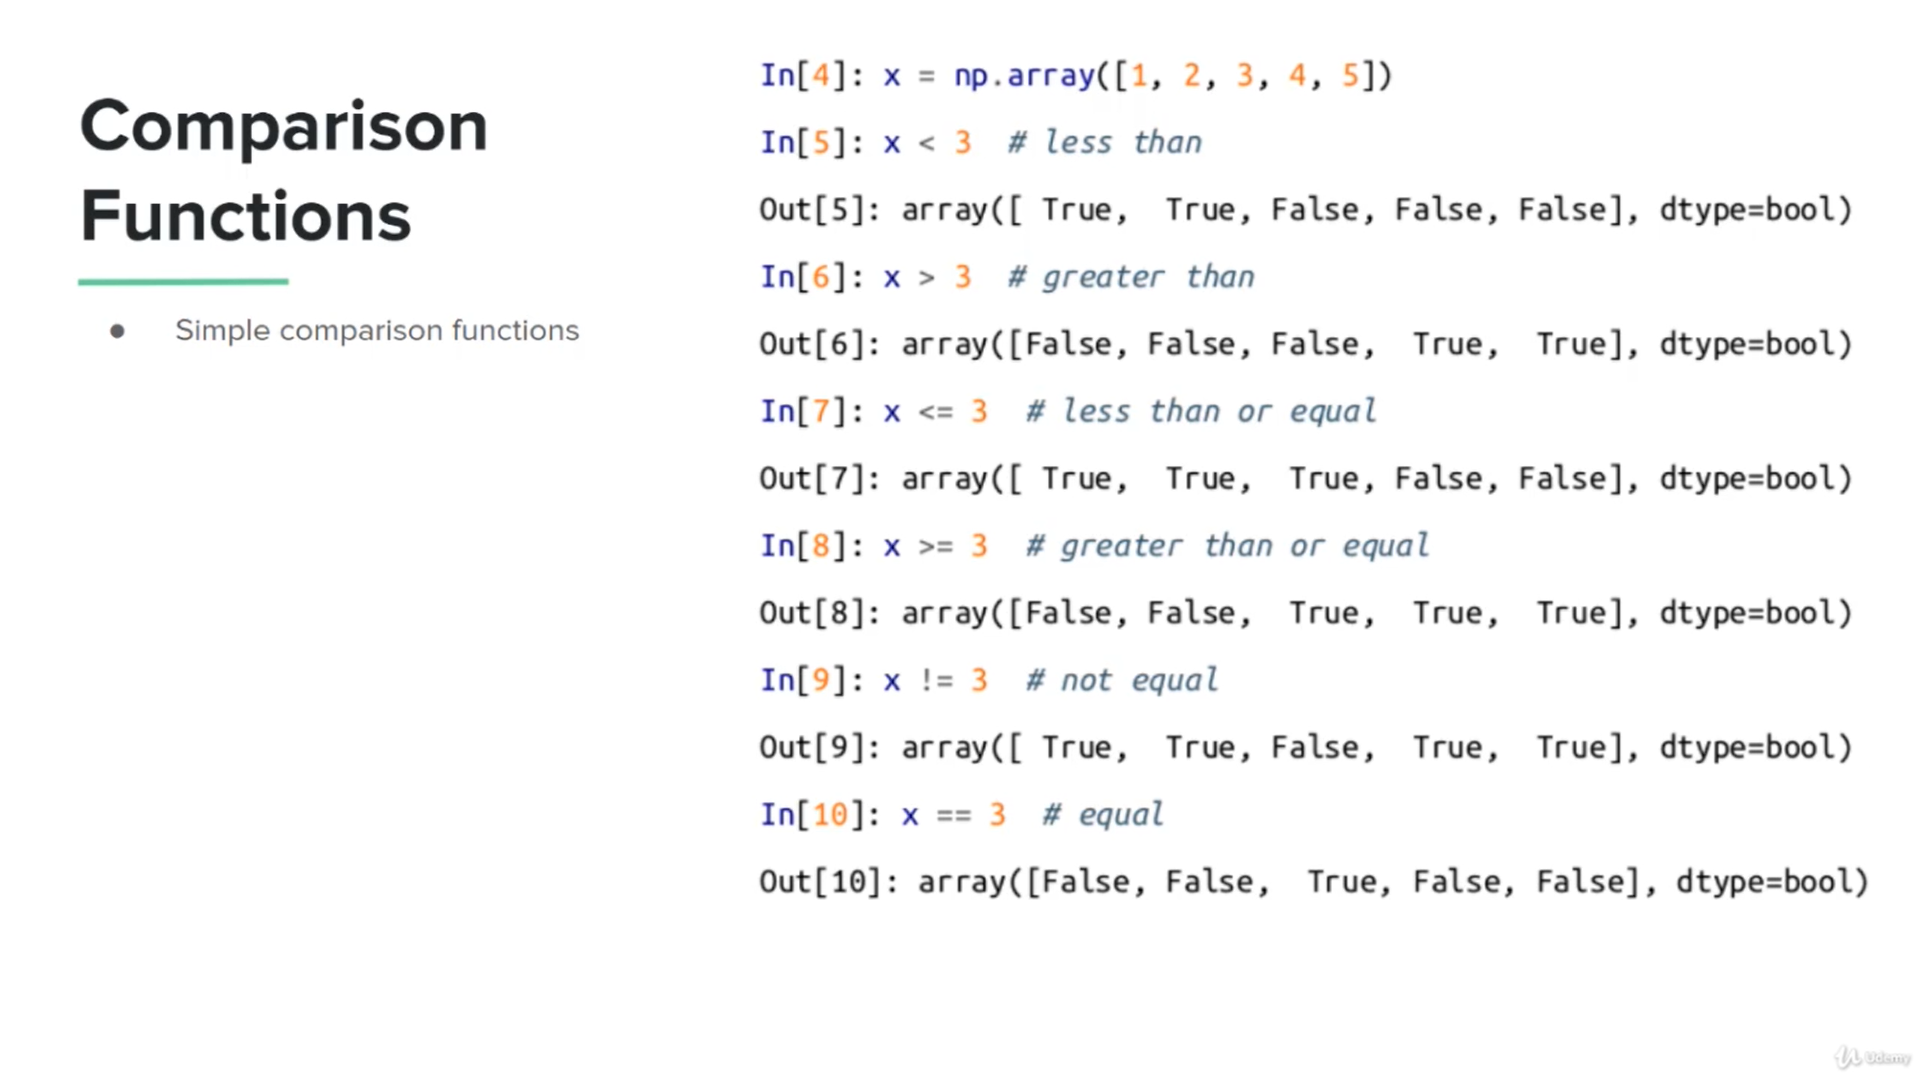 Comparison
Functions
● Simple comparison functions
In[4]: x = np.array([1, 2, 3, 4, 5])
In[5]: x < 3  # less than
Out[5]: array([ True,  True, False, False, False], dtype=bool)
In[6]: x > 3  # greater than
Out[6]: array([False, False, False,  True,  True], dtype=bool)
In[7]: x <= 3  # less than or equal
Out[7]: array([ True,  True,  True, False, False], dtype=bool)
In[8]: x >= 3  # greater than or equal
Out[8]: array([False, False,  True,  True,  True], dtype=bool)
In[9]: x != 3  # not equal
Out[9]: array([ True,  True, False,  True,  True], dtype=bool)
In[10]: x == 3  # equal
Out[10]: array([False, False,  True, False, False], dtype=bool)
Udemy